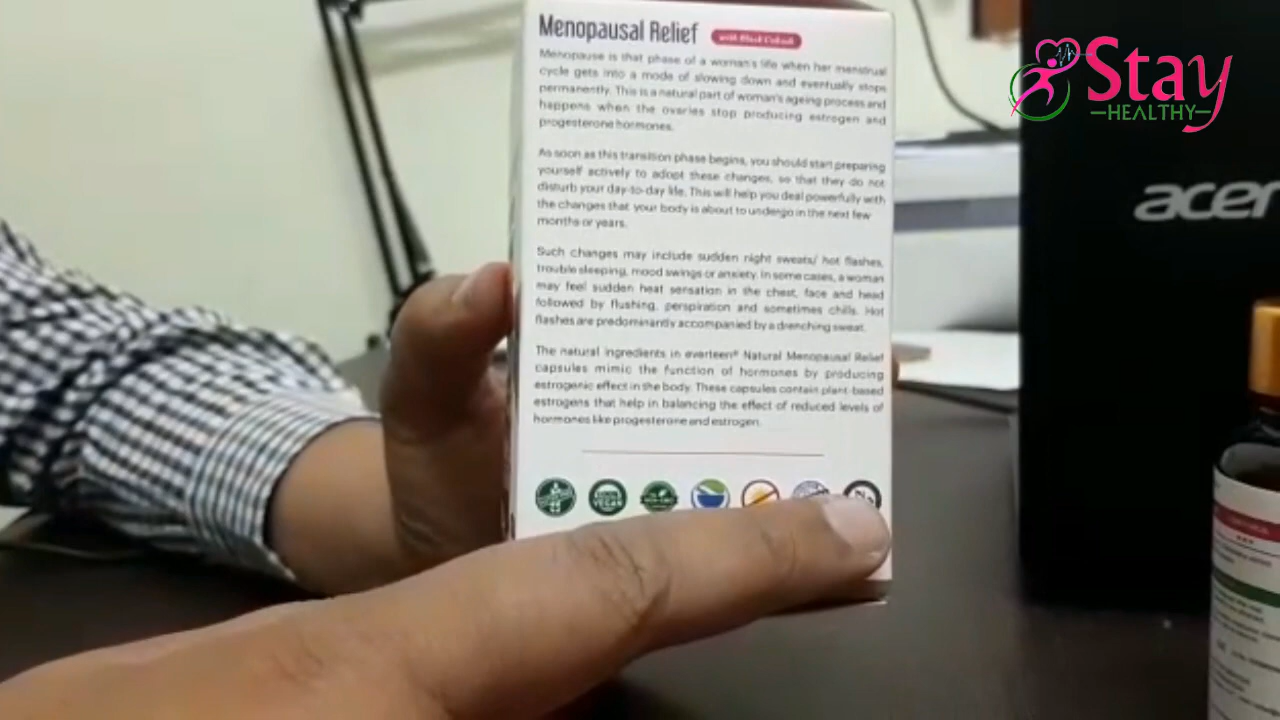 Menopausal Relief with Black Cohosh
Menopause is that phase of a woman's life when her menstrual
cycle gets into a mode of slowing down and eventually stops
permanently. This is a natural part of woman's ageing process and
happens when the ovaries stop producing estrogen and
progesterone hormones.
As soon as this transition phase begins, you should start preparing
yourself actively to adopt these changes, so that they do not
disturb your day-to-day life. This will help you deal powerfully with
the changes that your body is about to undergo in the next few
months or years.
Such changes may include sudden night sweats/ hot flashes,
trouble sleeping, mood swings or anxiety. In some cases, a woman
may feel sudden heat sensation in the chest, face and head
followed by flushing, perspiration and sometimes chills. Hot
flashes are predominantly accompanied by a drenching sweat.
The natural ingredients in everteen® Natural Menopausal Relief
capsules mimic the function of hormones by producing
estrogenic effect in the body. These capsules contain plant-based
estrogens that help in balancing the effect of reduced levels of
hormones like progesterone and estrogen.
VEGAN
Stay
HEALTHY
acer